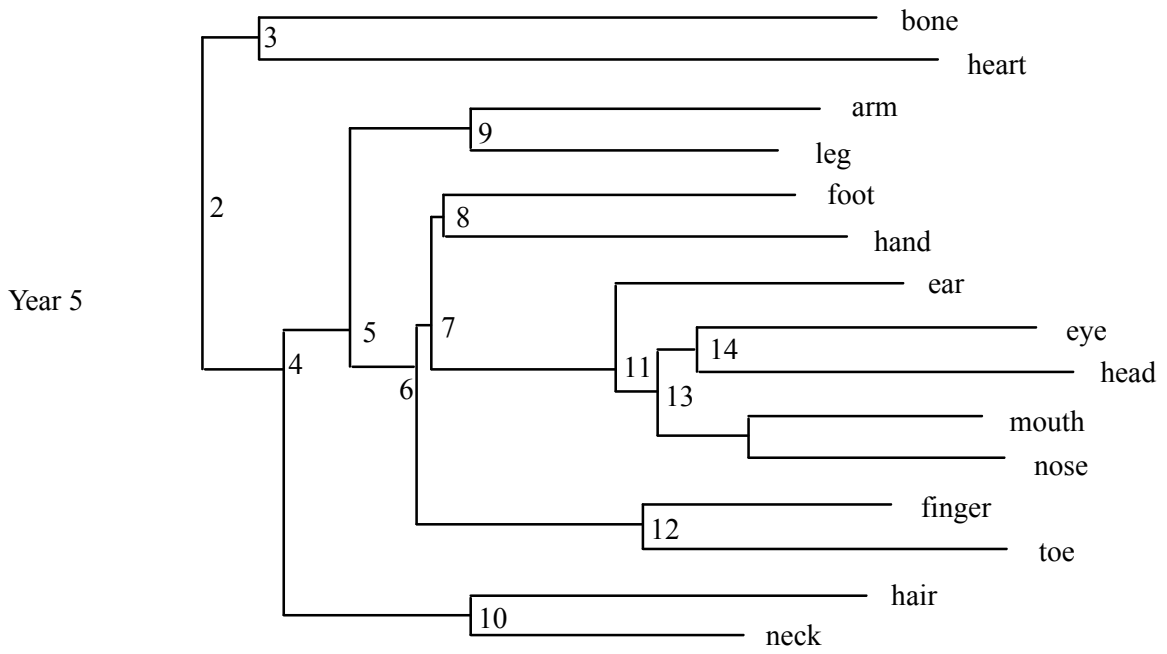 bone
3
heart
arm
9
leg
foot
2
8
hand
ear
Year 5
7
eye
5
14
head
11
4
13
6
mouth
nose
finger
12
toe
hair
10
neck